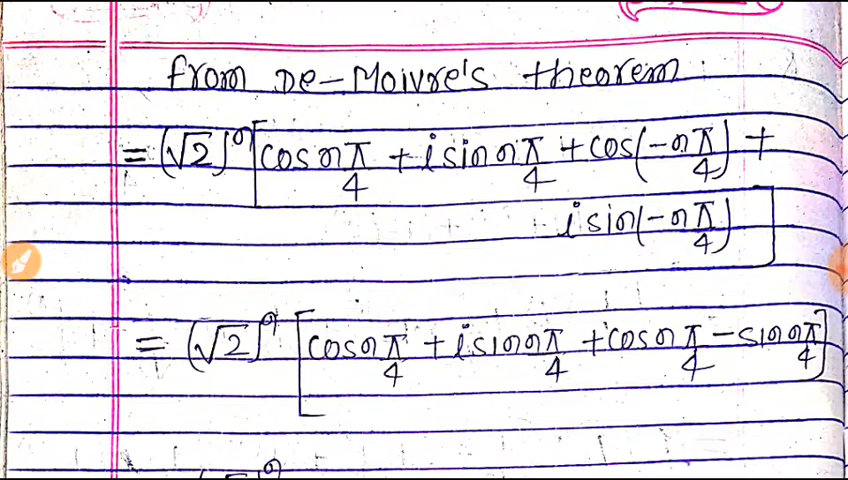 from De-Moivre's theorem
= (√2)^n [cos nπ/4 + i sin nπ/4 + cos(-nπ/4) +
i sin(-nπ/4)]
= (√2)^n [cos nπ/4 + i sin nπ/4 + cos nπ/4 - sin nπ/4]